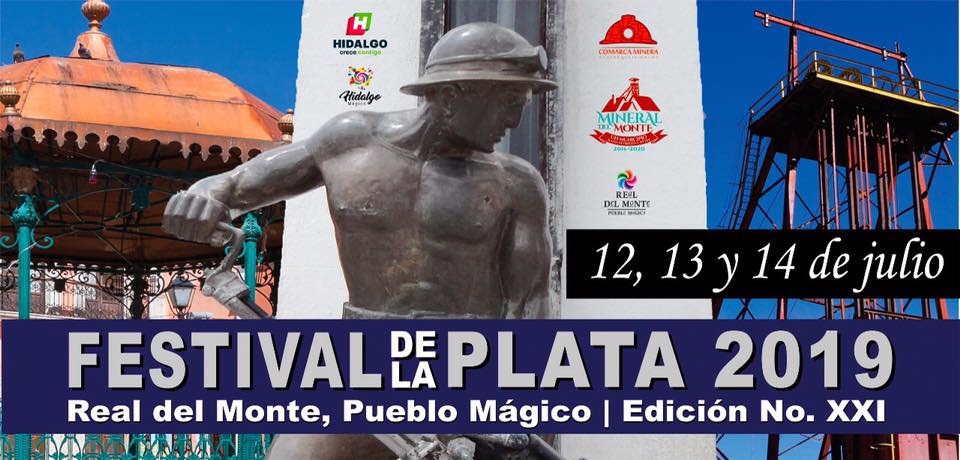 HIDALGO
crece contigo
Hidalgo
Mágico
COMARCA MINERA
MINERAL
DEL MONTE
2016-2020
REAL
DEL MONTE
PUEBLO MÁGICO
12, 13 y 14 de julio
FESTIVAL DE LA PLATA 2019
Real del Monte, Pueblo Mágico | Edición No. XXI